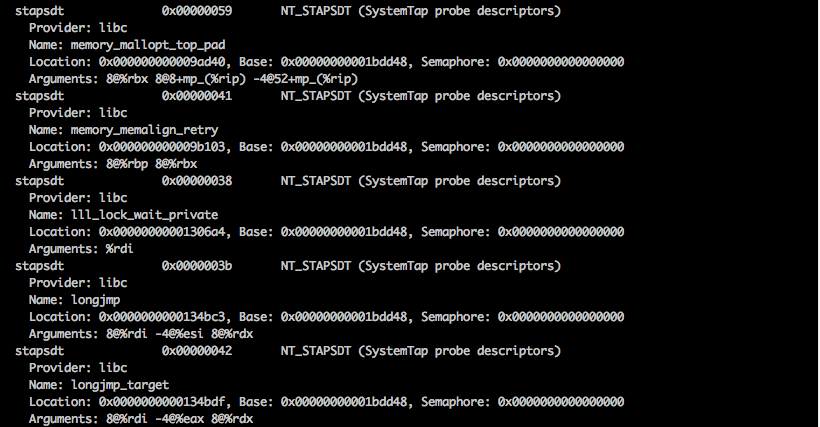 stapsdt 0x00000059 NT_STAPSDT (SystemTap probe descriptors)
Provider: libc
Name: memory_mallopt_top_pad
Location: 0x000000000009ad40, Base: 0x00000000001bdd48, Semaphore: 0x0000000000000000
Arguments: 8@%rbx 8@8+mp_(%rip) -4@52+mp_(%rip)
stapsdt 0x00000041 NT_STAPSDT (SystemTap probe descriptors)
Provider: libc
Name: memory_memalign_retry
Location: 0x000000000009b103, Base: 0x00000000001bdd48, Semaphore: 0x0000000000000000
Arguments: 8@%rbp 8@%rbx
stapsdt 0x00000038 NT_STAPSDT (SystemTap probe descriptors)
Provider: libc
Name: lll_lock_wait_private
Location: 0x00000000001306a4, Base: 0x00000000001bdd48, Semaphore: 0x0000000000000000
Arguments: %rdi
stapsdt 0x0000003b NT_STAPSDT (SystemTap probe descriptors)
Provider: libc
Name: longjmp
Location: 0x0000000000134bc3, Base: 0x00000000001bdd48, Semaphore: 0x0000000000000000
Arguments: 8@%rdi -4@%esi 8@%rdx
stapsdt 0x00000042 NT_STAPSDT (SystemTap probe descriptors)
Provider: libc
Name: longjmp_target
Location: 0x0000000000134bdf, Base: 0x00000000001bdd48, Semaphore: 0x0000000000000000
Arguments: 8@%rdi -4@%eax 8@%rdx